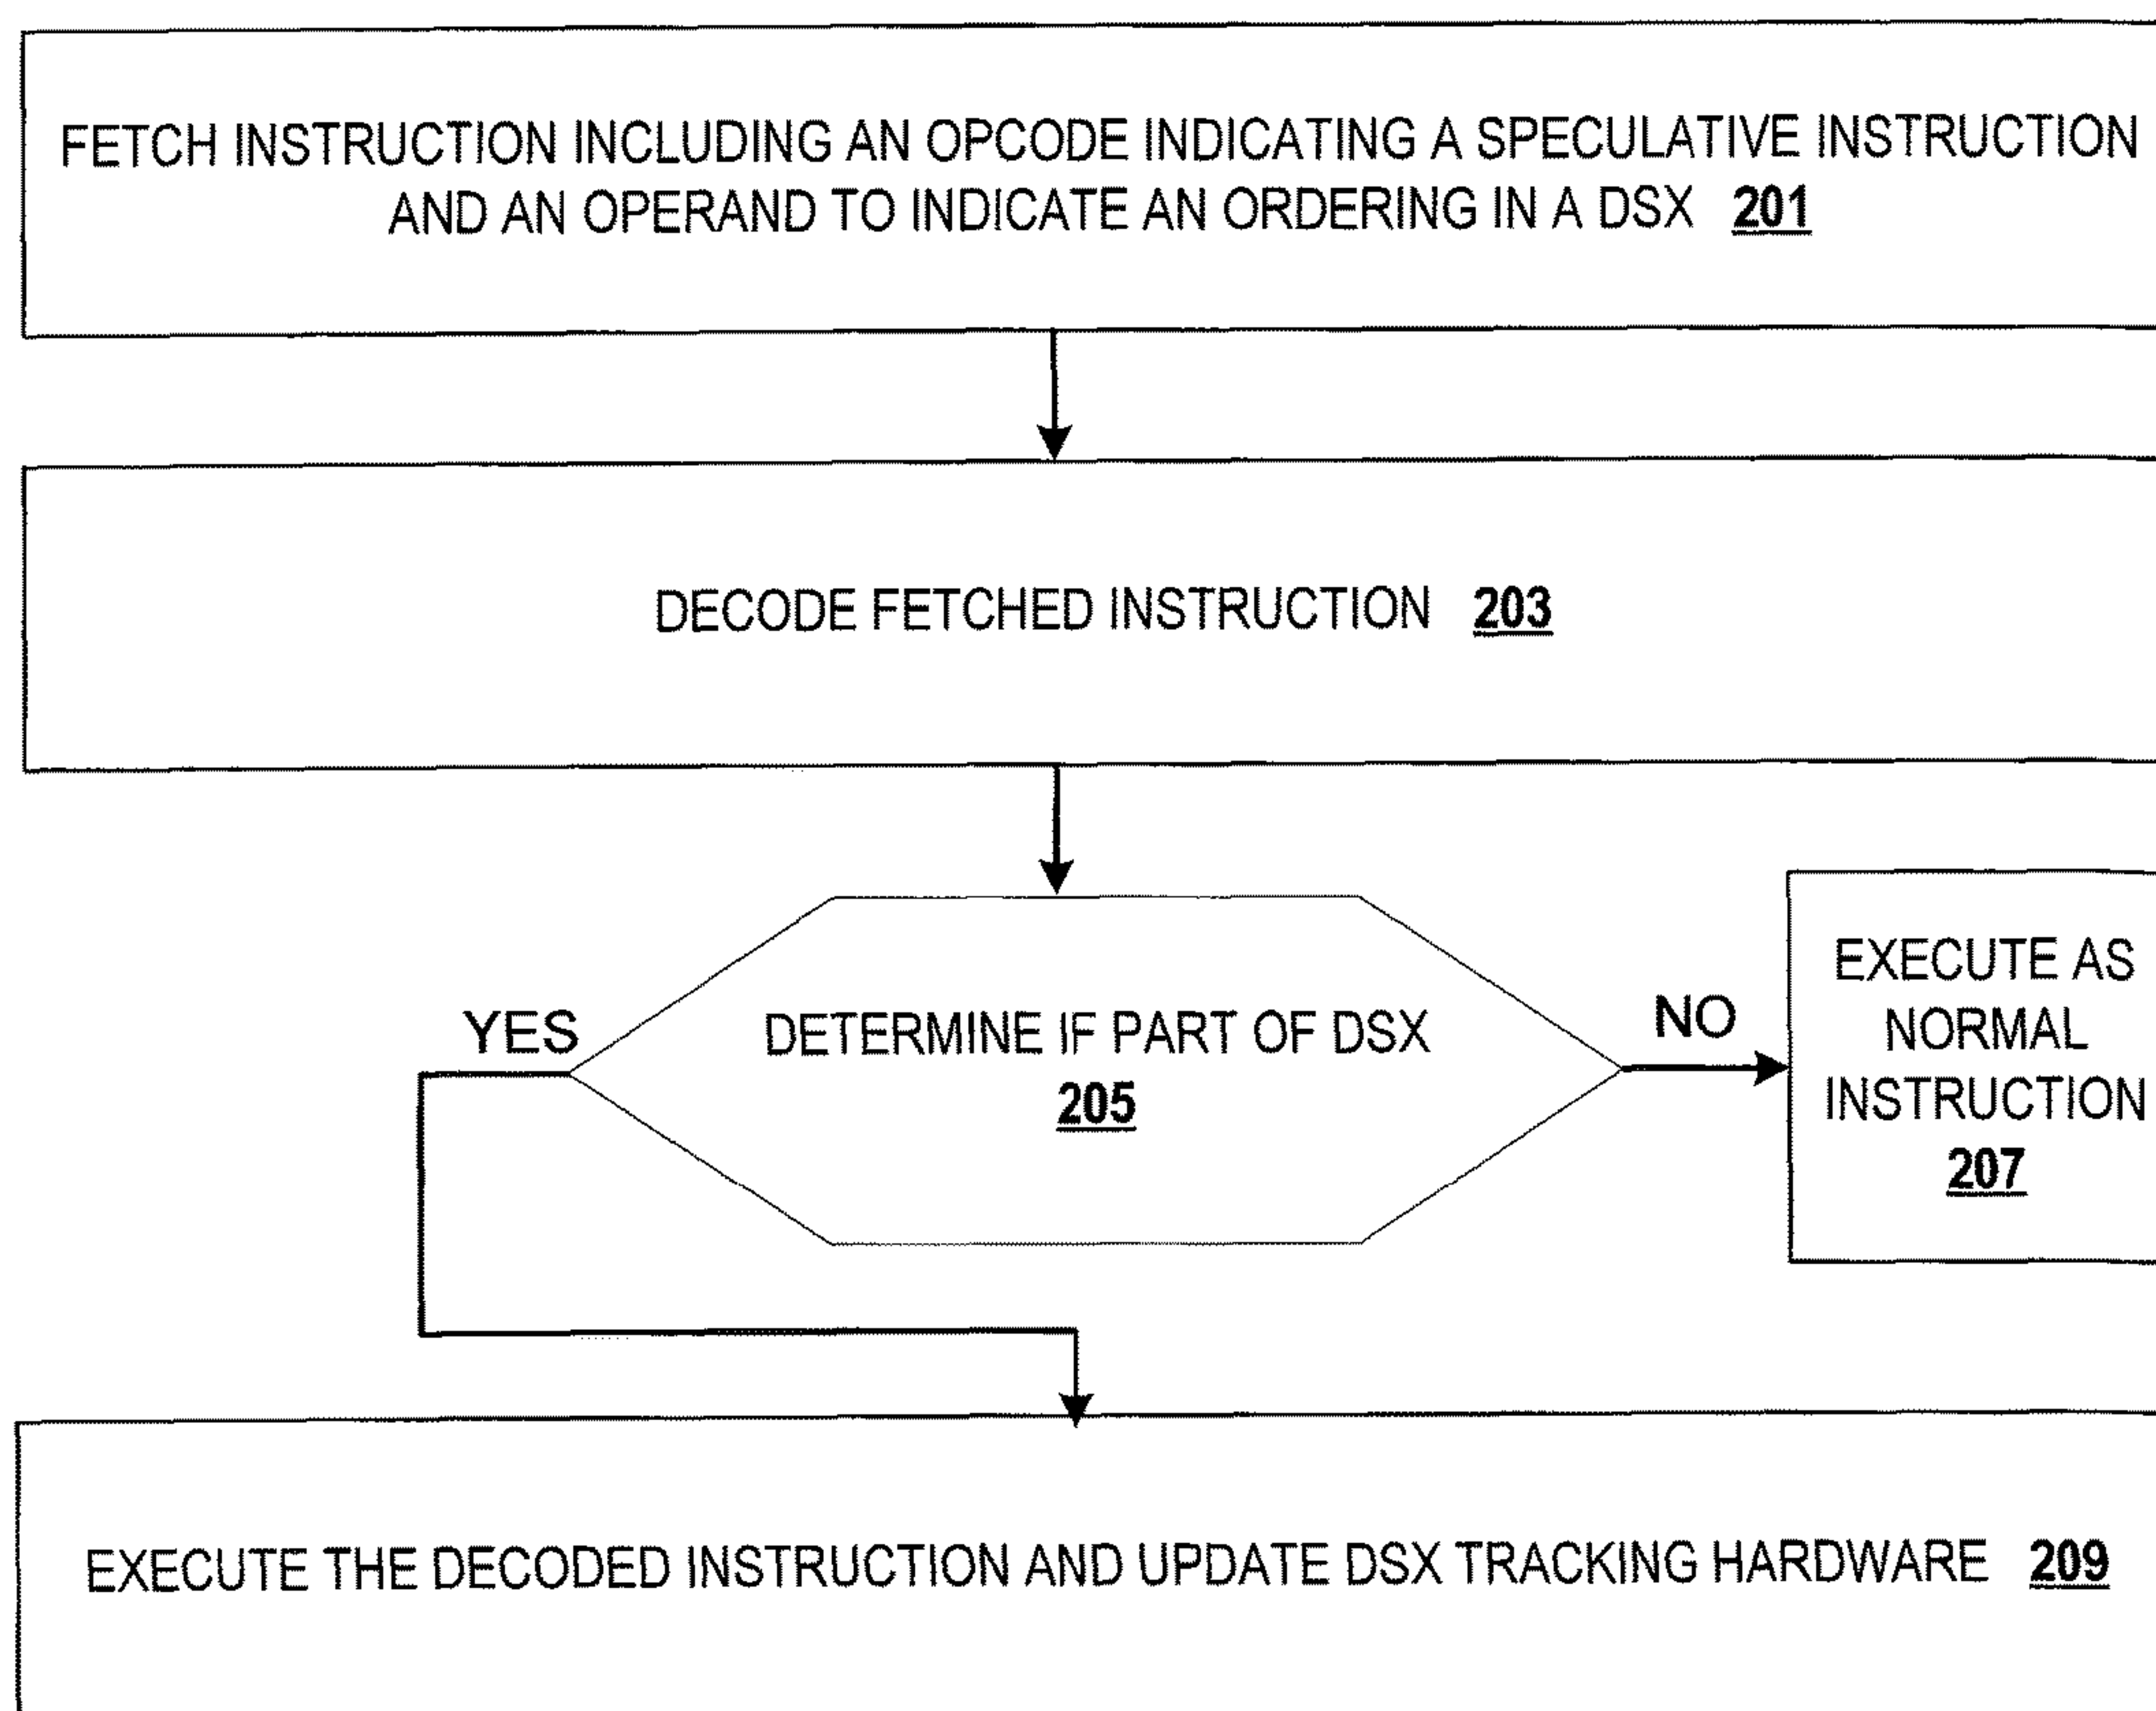 FETCH INSTRUCTION INCLUDING AN OPCODE INDICATING A SPECULATIVE INSTRUCTION
AND AN OPERAND TO INDICATE AN ORDERING IN A DSX 201
DECODE FETCHED INSTRUCTION 203
YES
DETERMINE IF PART OF DSX
205
NO
EXECUTE AS
NORMAL
INSTRUCTION
207
EXECUTE THE DECODED INSTRUCTION AND UPDATE DSX TRACKING HARDWARE 209